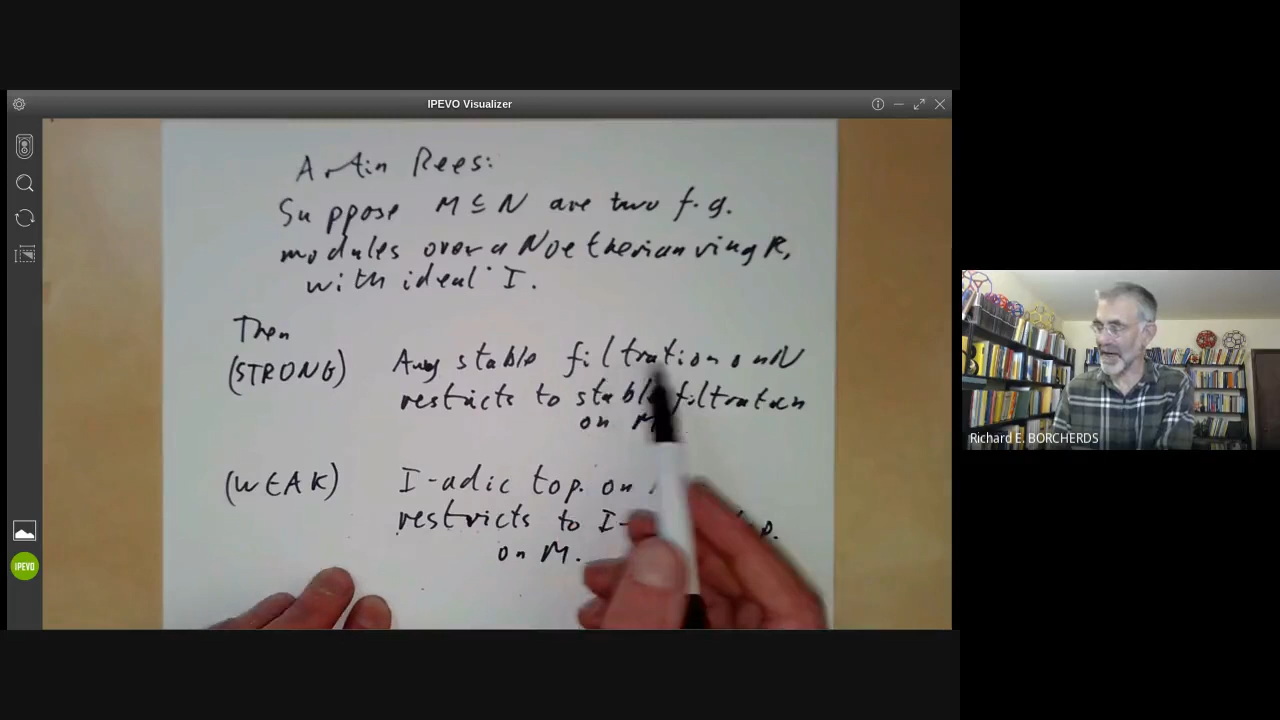 IPEVO Visualizer
Artin Rees:
Suppose M ⊆ N are two f.g.
modules over a Noetherian ring R,
with ideal I.
Then
(STRONG) Any stable filtration on N
restricts to stable filtration
on M
(WEAK) I-adic top. on
restricts to I-
on M.
Richard E. BORCHERDS
IPEVO